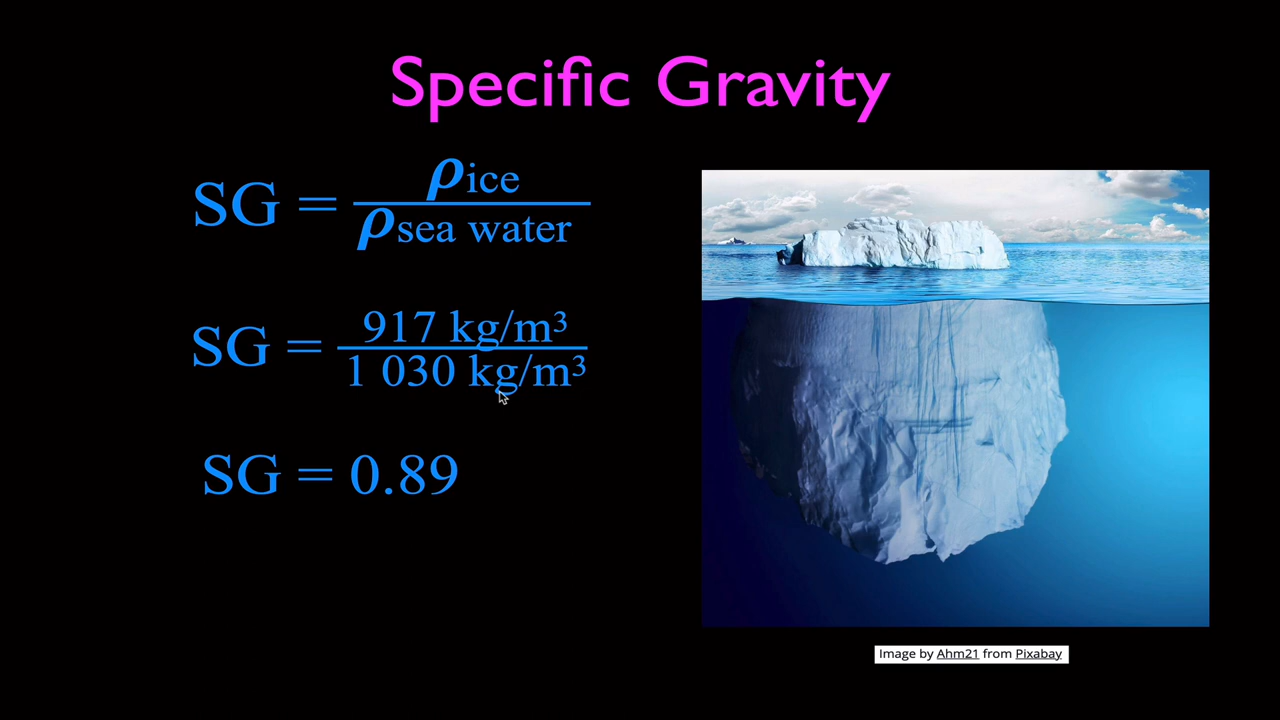 Specific Gravity
SG = ρice
ρsea water
SG = 917 kg/m³
1 030 kg/m³
SG = 0.89
Image by Ahm21 from Pixabay